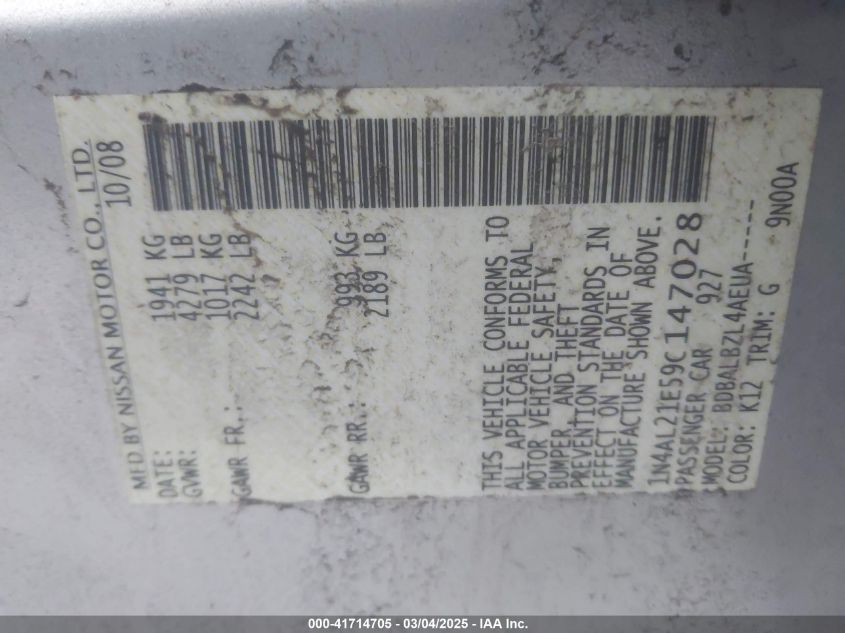 MFD BY NISSAN MOTOR CO., LTD.
DATE: 10/08
GVWR: 1941 KG
4279 LB
GAWR FR.: 1017 KG
2242 LB
GAWR RR.: 993 KG
2189 LB
THIS VEHICLE CONFORMS TO
ALL APPLICABLE FEDERAL
MOTOR VEHICLE SAFETY,
BUMPER, AND THEFT
PREVENTION STANDARDS IN
EFFECT ON THE DATE OF
MANUFACTURE SHOWN ABOVE.
1N4AL21E59C147028
PASSENGER CAR 927
MODEL: BDBALBZL4AEUA-----
COLOR: K12 TRIM: G 9N00A
000-41714705 - 03/04/2025 - IAA Inc.